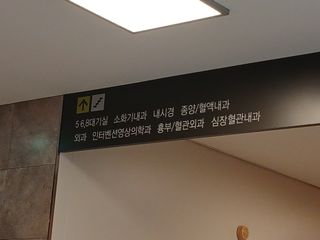 5·6,8대기실 소화기내과 내시경 종양/혈액내과
외과 인터벤션영상의학과 흉부/혈관외과 심장혈관내과